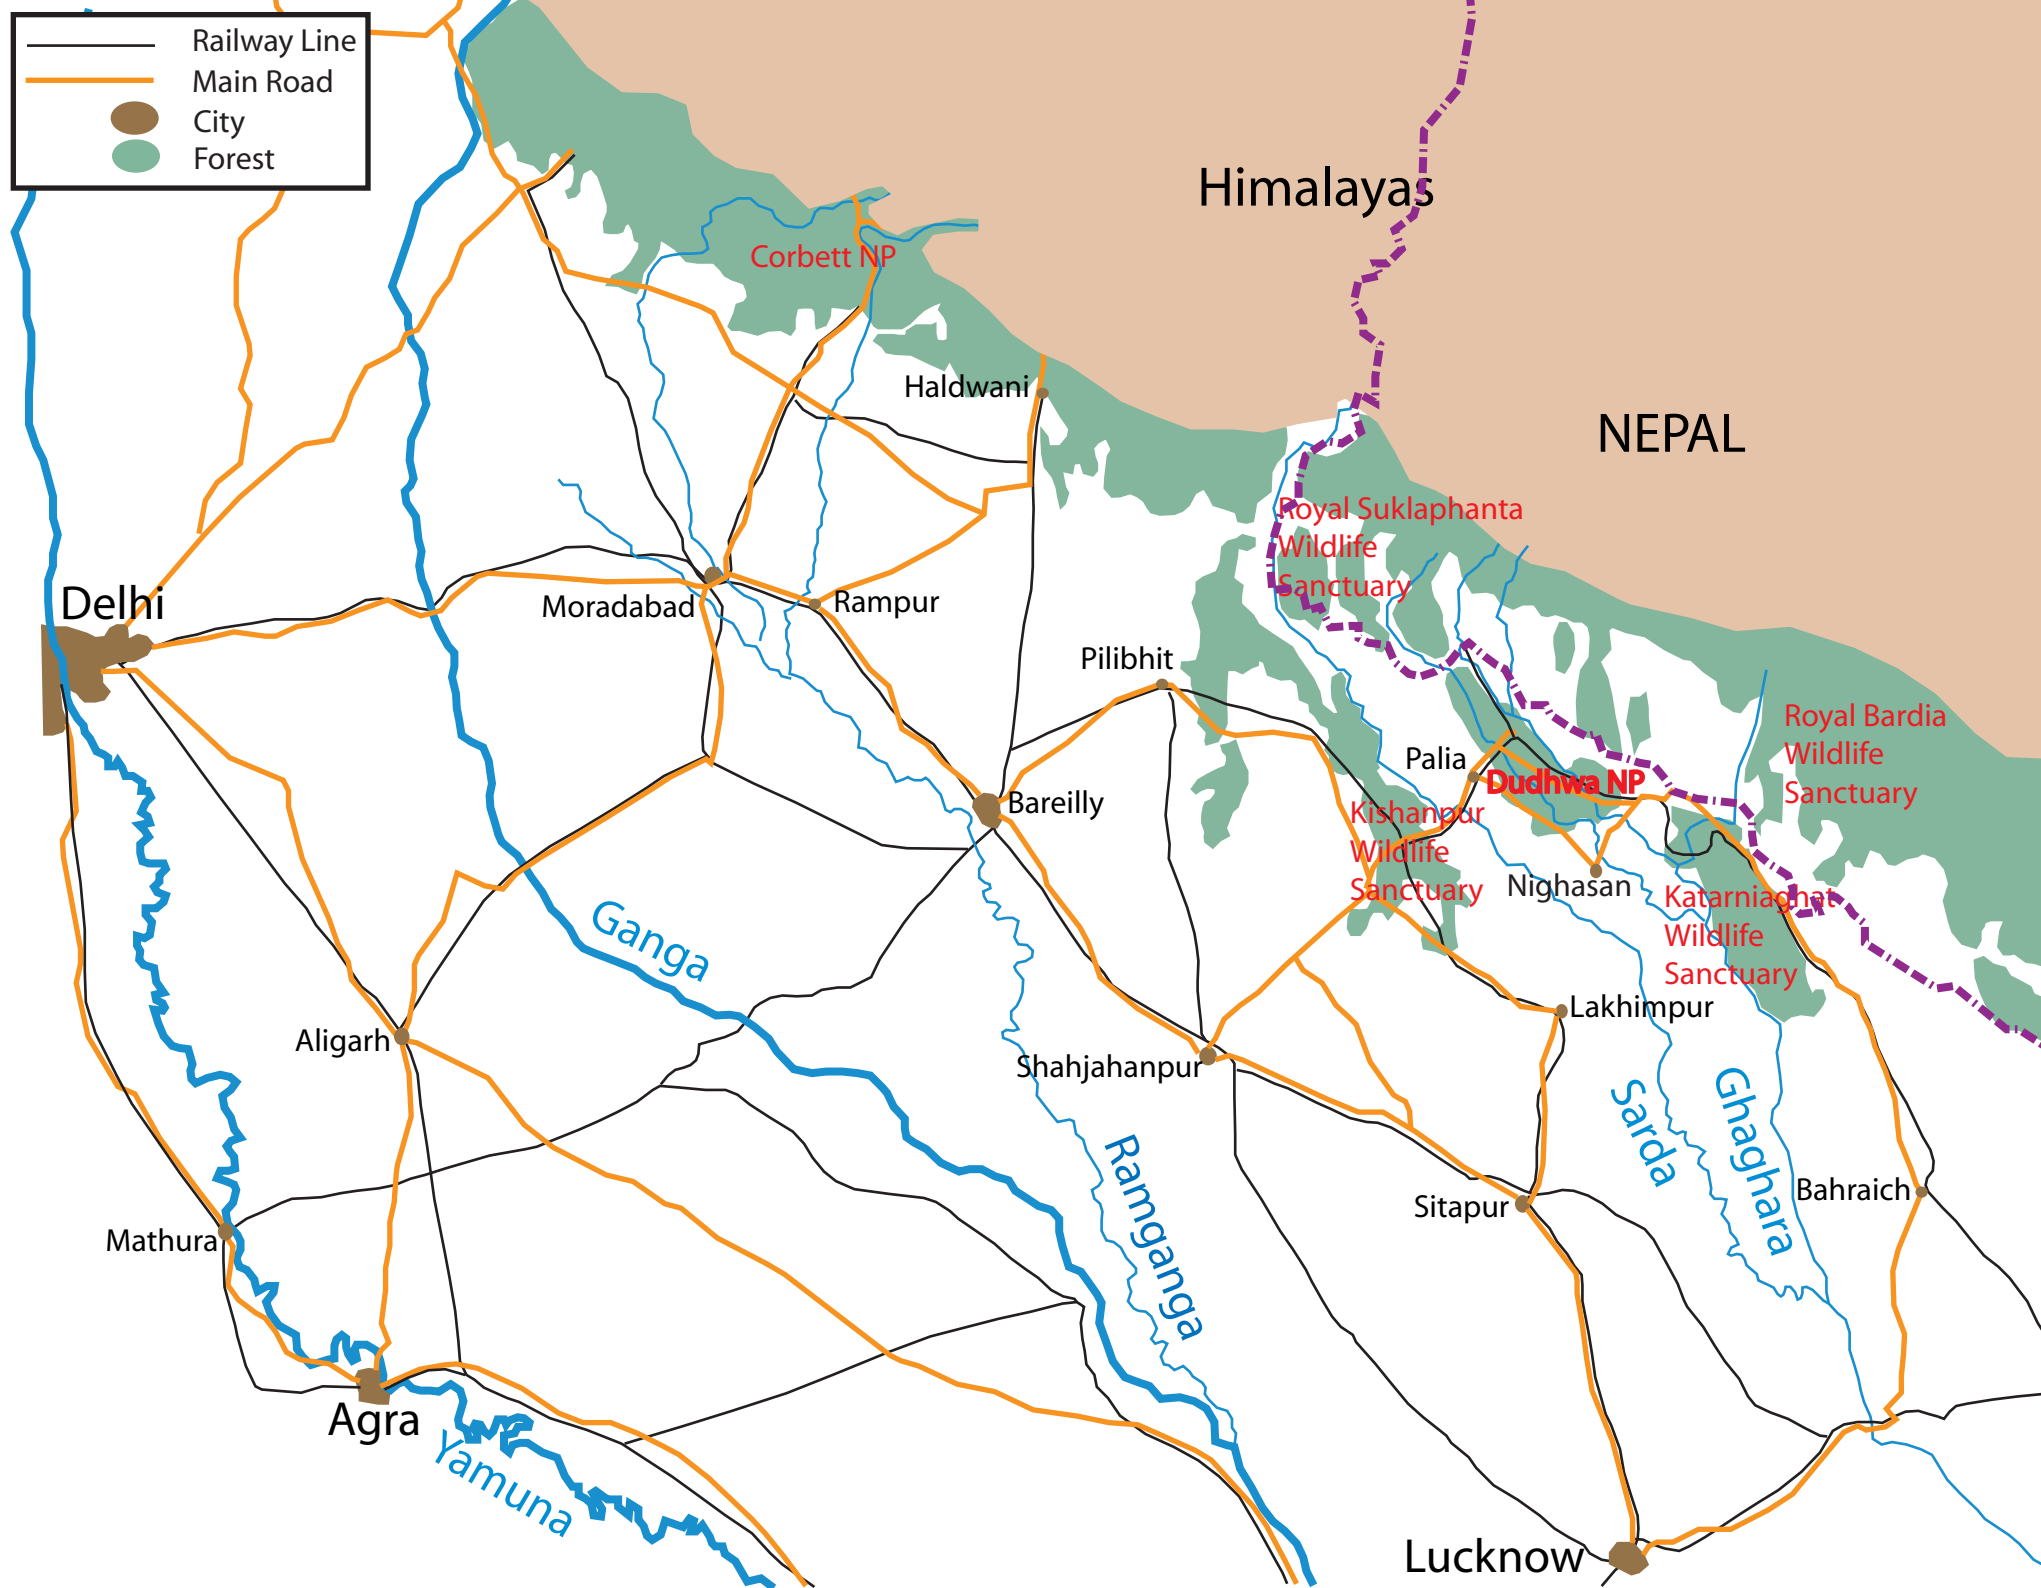 Railway Line
Main Road
City
Forest
Himalayas
Corbett NP
Haldwani
NEPAL
Royal Suklaphanta
Wildlife
Sanctuary
Delhi
Moradabad
Rampur
Pilibhit
Royal Bardia
Wildlife
Sanctuary
Palia
Dudhwa NP
Bareilly
Kishanpur
Wildlife
Sanctuary
Nighasan
Katarniaghat
Wildlife
Sanctuary
Ganga
Lakhimpur
Aligarh
Shahjahanpur
Sarda
Ghaghara
Ramganga
Bahraich
Sitapur
Mathura
Agra
Yamuna
Lucknow